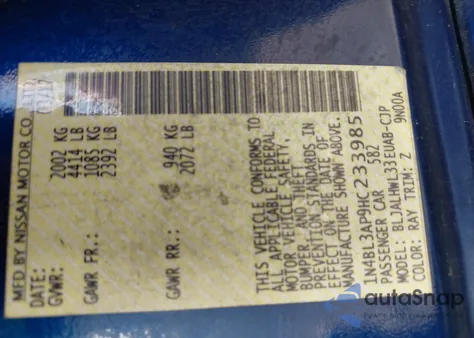 MFD BY NISSAN MOTOR CO.
DATE:
GVWR: 2002 KG
4414 LB
GAWR FR.: 1085 KG
2392 LB
GAWR RR.: 940 KG
2072 LB
THIS VEHICLE CONFORMS TO
ALL APPLICABLE FEDERAL
MOTOR VEHICLE SAFETY,
BUMPER, AND THEFT
PREVENTION STANDARDS IN
EFFECT ON THE DATE OF
MANUFACTURE SHOWN ABOVE.
1N4BL3AP9HC233985
PASSENGER CAR 582
MODEL: BLJALHWL33EUAB-CJP
COLOR: RAY TRIM: Z 9N00A
autoSnap